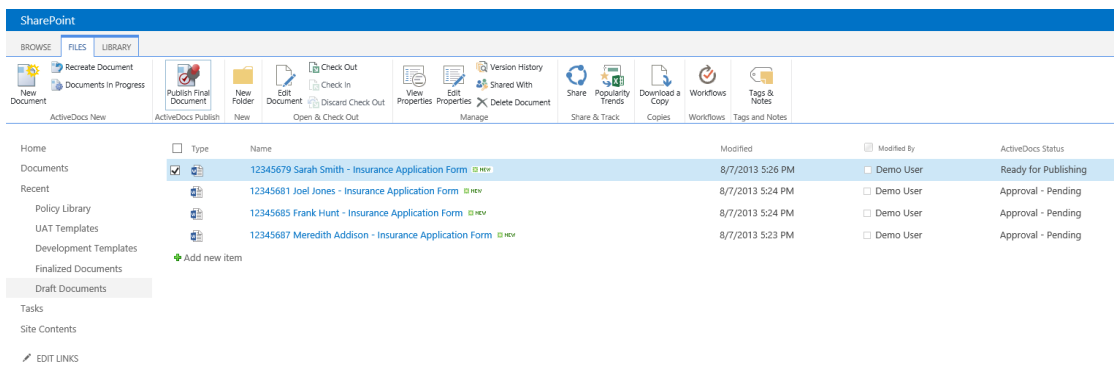 SharePoint
BROWSE FILES LIBRARY
New Document
Recreate Document
Documents In Progress
ActiveDocs New
Publish Final Document
ActiveDocs Publish
New Folder
New
Edit Document
Check Out
Check In
Discard Check Out
Open & Check Out
View Properties
Edit Properties
Version History
Shared With
Delete Document
Manage
Share
Popularity Trends
Share & Track
Download a Copy
Copies
Workflows
Workflows
Tags & Notes
Tags and Notes
Home
Documents
Recent
Policy Library
UAT Templates
Development Templates
Finalized Documents
Draft Documents
Tasks
Site Contents
EDIT LINKS
Type Name Modified Modified By ActiveDocs Status
12345679 Sarah Smith - Insurance Application Form NEW 8/7/2013 5:26 PM Demo User Ready for Publishing
12345681 Joel Jones - Insurance Application Form NEW 8/7/2013 5:24 PM Demo User Approval - Pending
12345685 Frank Hunt - Insurance Application Form NEW 8/7/2013 5:24 PM Demo User Approval - Pending
12345687 Meredith Addison - Insurance Application Form NEW 8/7/2013 5:23 PM Demo User Approval - Pending
Add new item